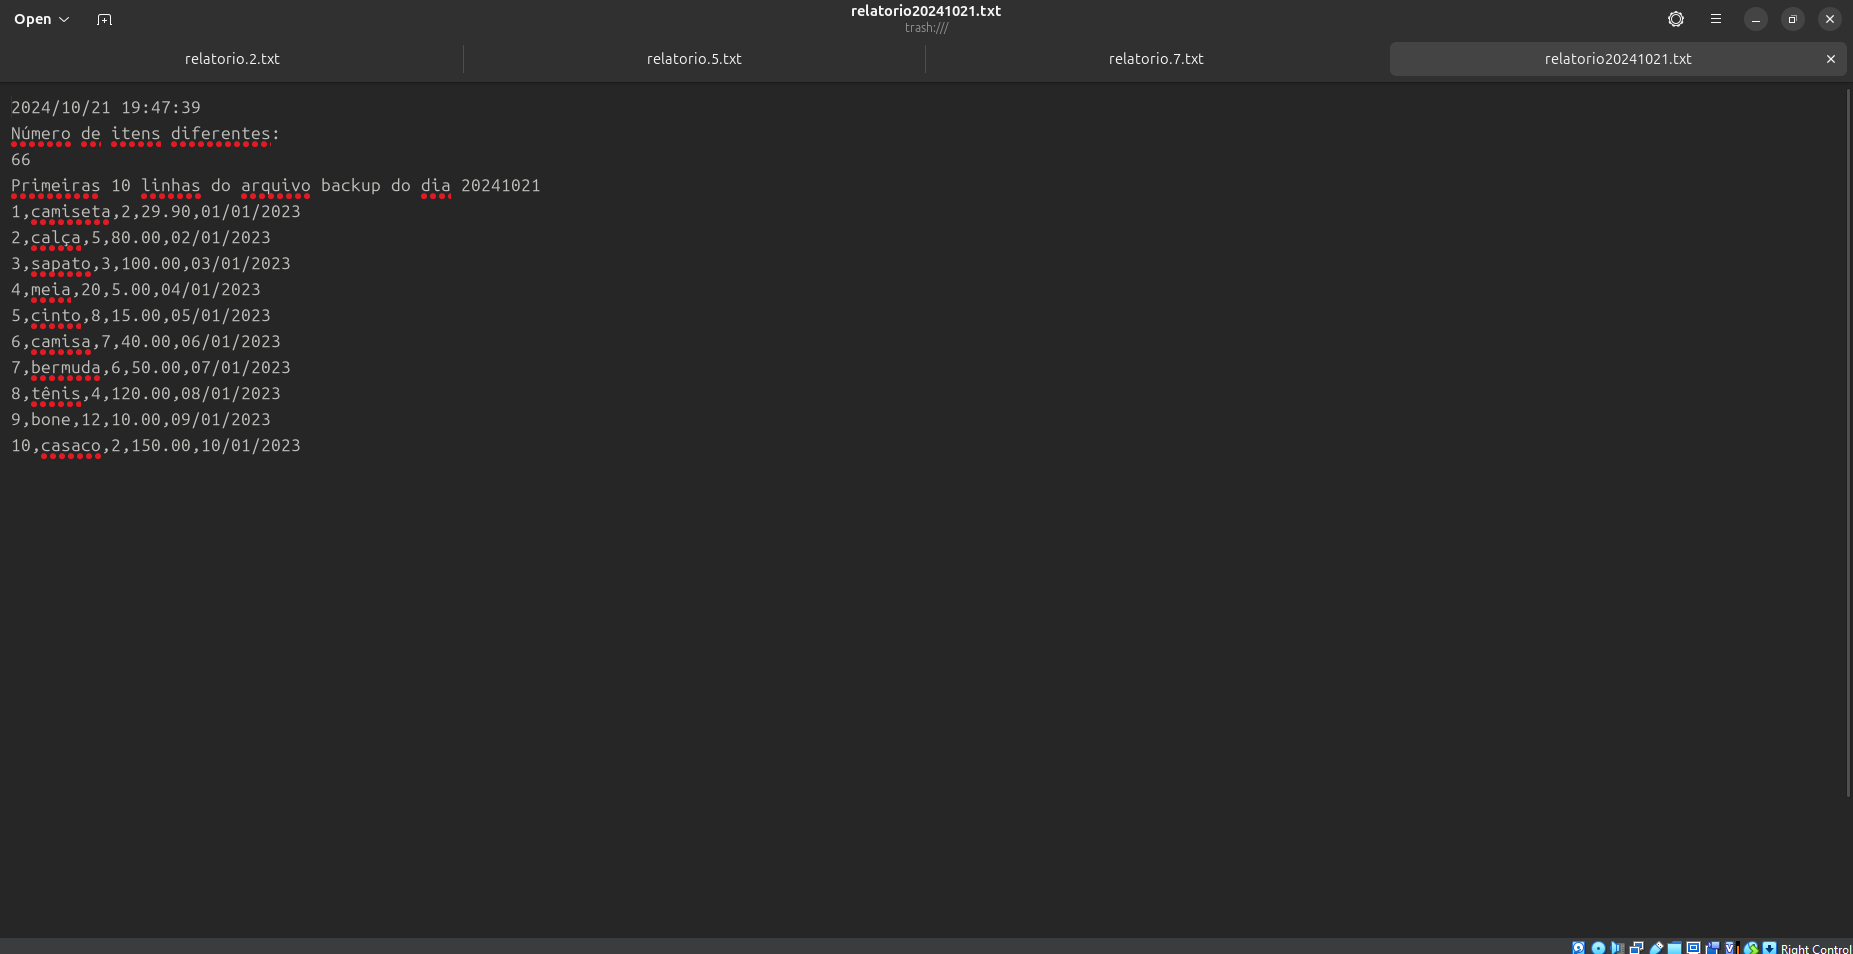 Open
relatorio20241021.txt
trash:///
relatorio.2.txt
relatorio.5.txt
relatorio.7.txt
relatorio20241021.txt
2024/10/21 19:47:39
Número de itens diferentes:
66
Primeiras 10 linhas do arquivo backup do dia 20241021
1,camiseta,2,29.90,01/01/2023
2,calça,5,80.00,02/01/2023
3,sapato,3,100.00,03/01/2023
4,meia,20,5.00,04/01/2023
5,cinto,8,15.00,05/01/2023
6,camisa,7,40.00,06/01/2023
7,bermuda,6,50.00,07/01/2023
8,tênis,4,120.00,08/01/2023
9,bone,12,10.00,09/01/2023
10,casaco,2,150.00,10/01/2023
Right Control